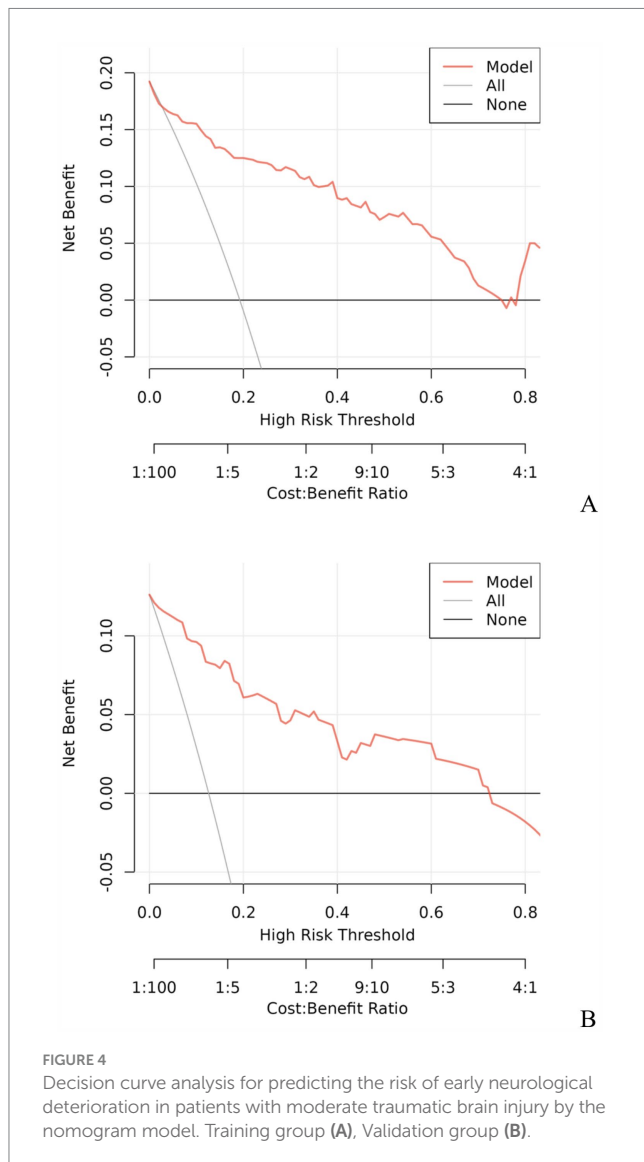 Model
All
None
0.20
0.15
0.10
0.05
0.00
-0.05
Net Benefit
0.0 0.2 0.4 0.6 0.8
High Risk Threshold
1:100 1:5 1:2 9:10 5:3 4:1
Cost:Benefit Ratio
A
Model
All
None
0.10
0.05
0.00
-0.05
Net Benefit
0.0 0.2 0.4 0.6 0.8
High Risk Threshold
1:100 1:5 1:2 9:10 5:3 4:1
Cost:Benefit Ratio
B
FIGURE 4
Decision curve analysis for predicting the risk of early neurological
deterioration in patients with moderate traumatic brain injury by the
nomogram model. Training group (A), Validation group (B).